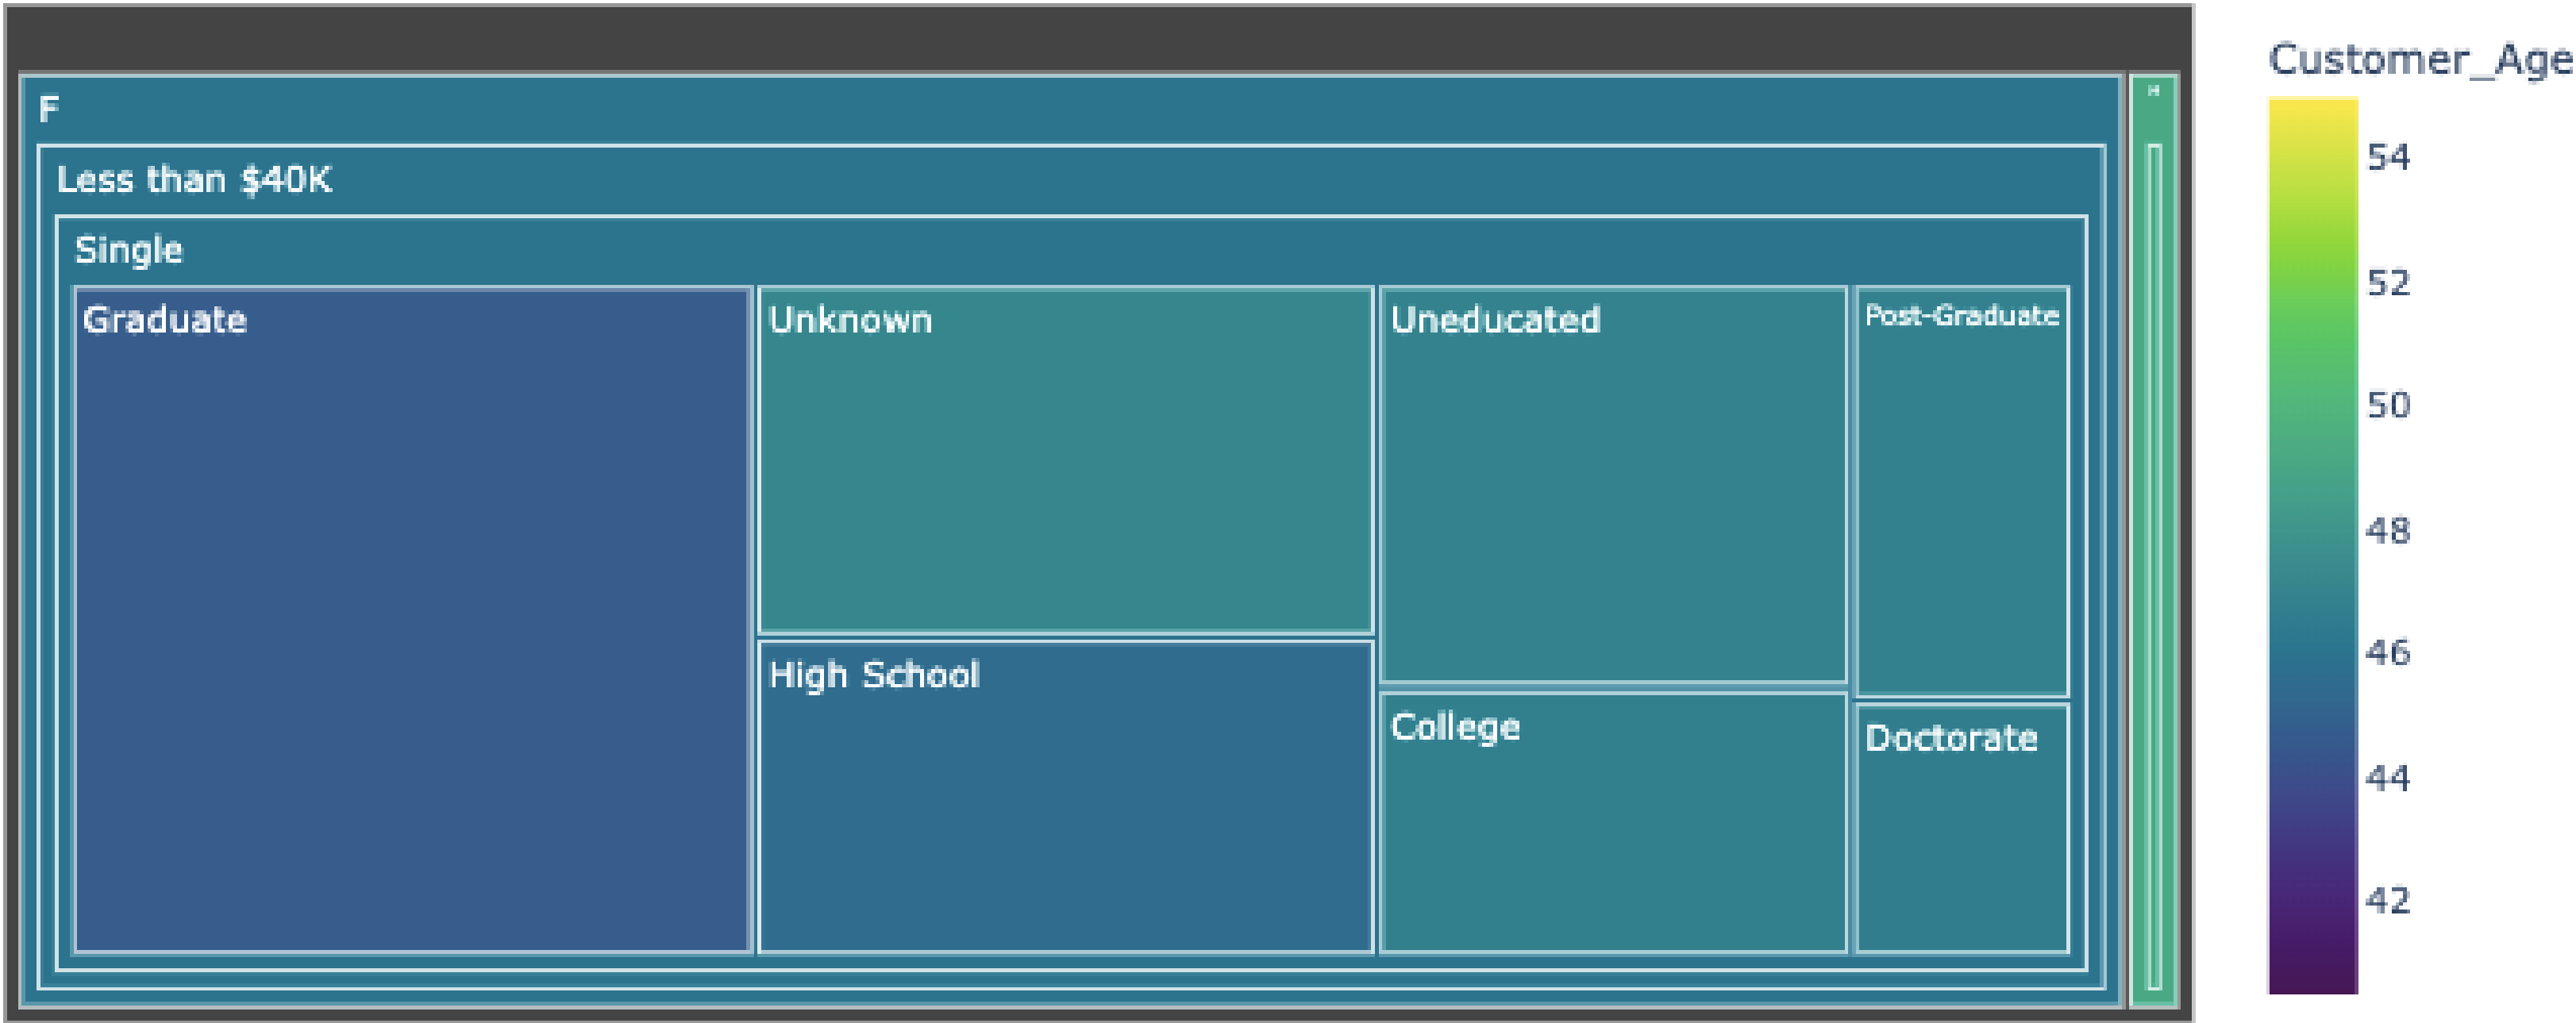 Customer_Age
F
Less than $40K
Single
Graduate
Unknown
Uneducated
Post-Graduate
High School
College
Doctorate
54
52
50
48
46
44
42